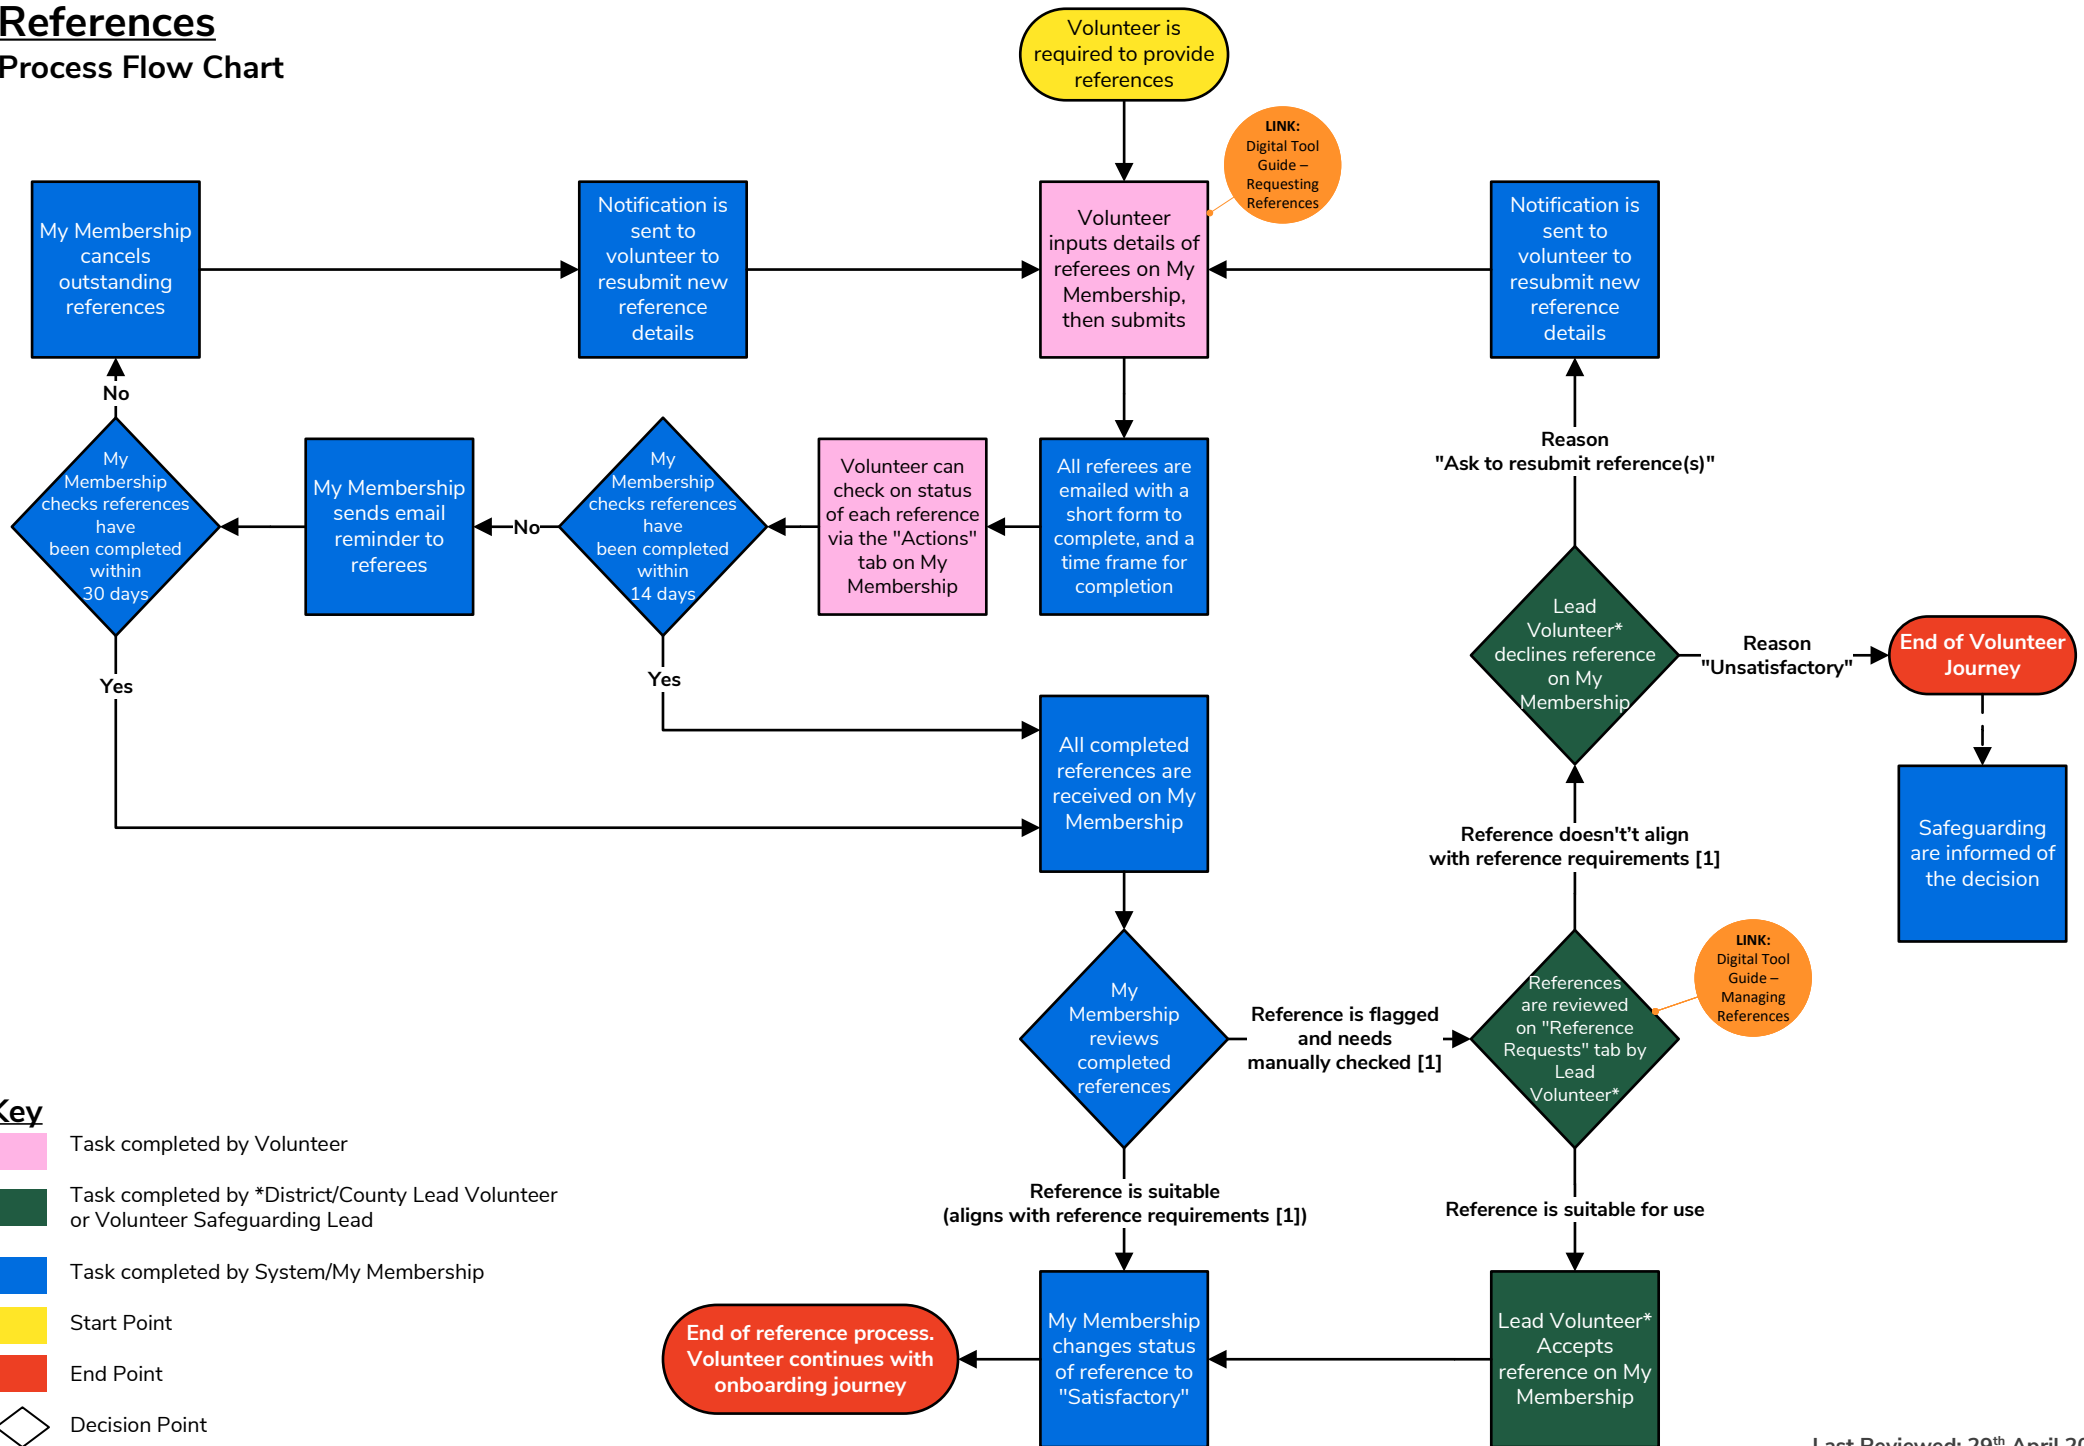 References
Process Flow Chart
Volunteer is
required to provide
references
LINK:
Digital Tool
Guide –
Requesting
References
My Membership
cancels
outstanding
references
Notification is
sent to
volunteer to
resubmit new
reference
details
Volunteer
inputs details of
referees on My
Membership,
then submits
Notification is
sent to
volunteer to
resubmit new
reference
details
No
Reason
"Ask to resubmit reference(s)"
My
Membership
checks references
have
been completed
within
30 days
My Membership
sends email
reminder to
referees
No
My
Membership
checks references
have
been completed
within
14 days
Volunteer can
check on status
of each reference
via the "Actions"
tab on My
Membership
All referees are
emailed with a
short form to
complete, and a
time frame for
completion
Lead
Volunteer*
declines reference
on My
Membership
Reason
"Unsatisfactory"
End of Volunteer
Journey
Yes
Yes
All completed
references are
received on My
Membership
Reference doesn't’t align
with reference requirements [1]
Safeguarding
are informed of
the decision
My
Membership
reviews
completed
references
Reference is flagged
and needs
manually checked [1]
References
are reviewed
on "Reference
Requests" tab by
Lead
Volunteer*
LINK:
Digital Tool
Guide –
Managing
References
Reference is suitable
(aligns with reference requirements [1])
Reference is suitable for use
End of reference process.
Volunteer continues with
onboarding journey
My Membership
changes status
of reference to
"Satisfactory"
Lead Volunteer*
Accepts
reference on My
Membership
Key
Task completed by Volunteer
Task completed by *District/County Lead Volunteer
or Volunteer Safeguarding Lead
Task completed by System/My Membership
Start Point
End Point
Decision Point
Last Reviewed: 29th April